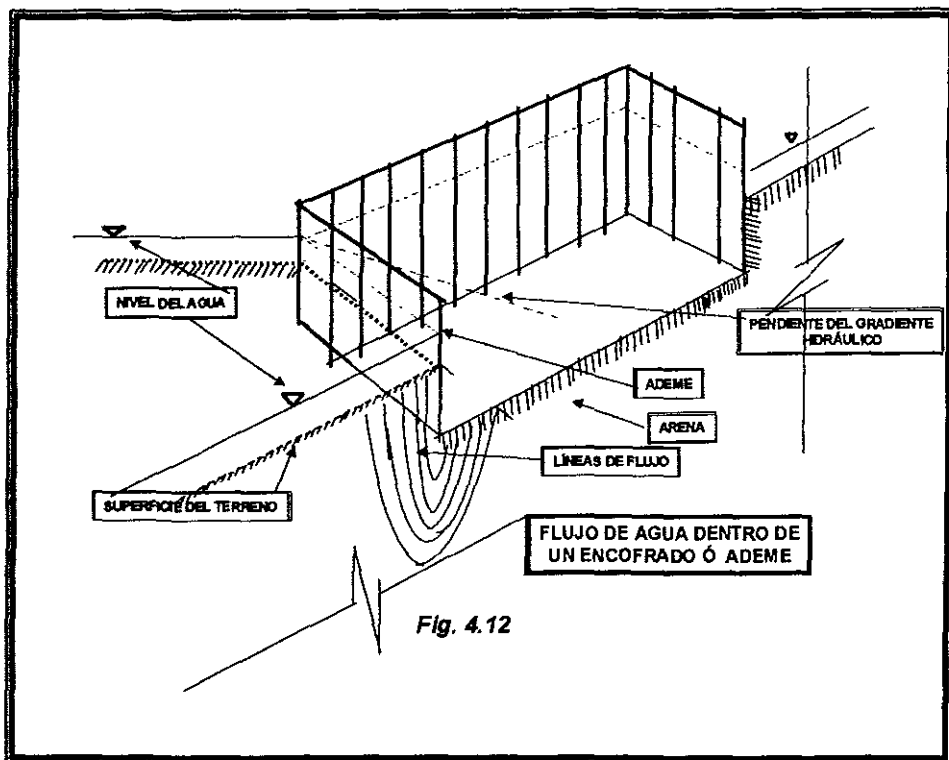 NIVEL DEL AGUA
PENDIENTE DEL GRADIENTE
HIDRÁULICO
ADEME
ARENA
LÍNEAS DE FLUJO
SUPERFICIE DEL TERRENO
FLUJO DE AGUA DENTRO DE
UN ENCOFRADO Ó ADEME
Fig. 4.12